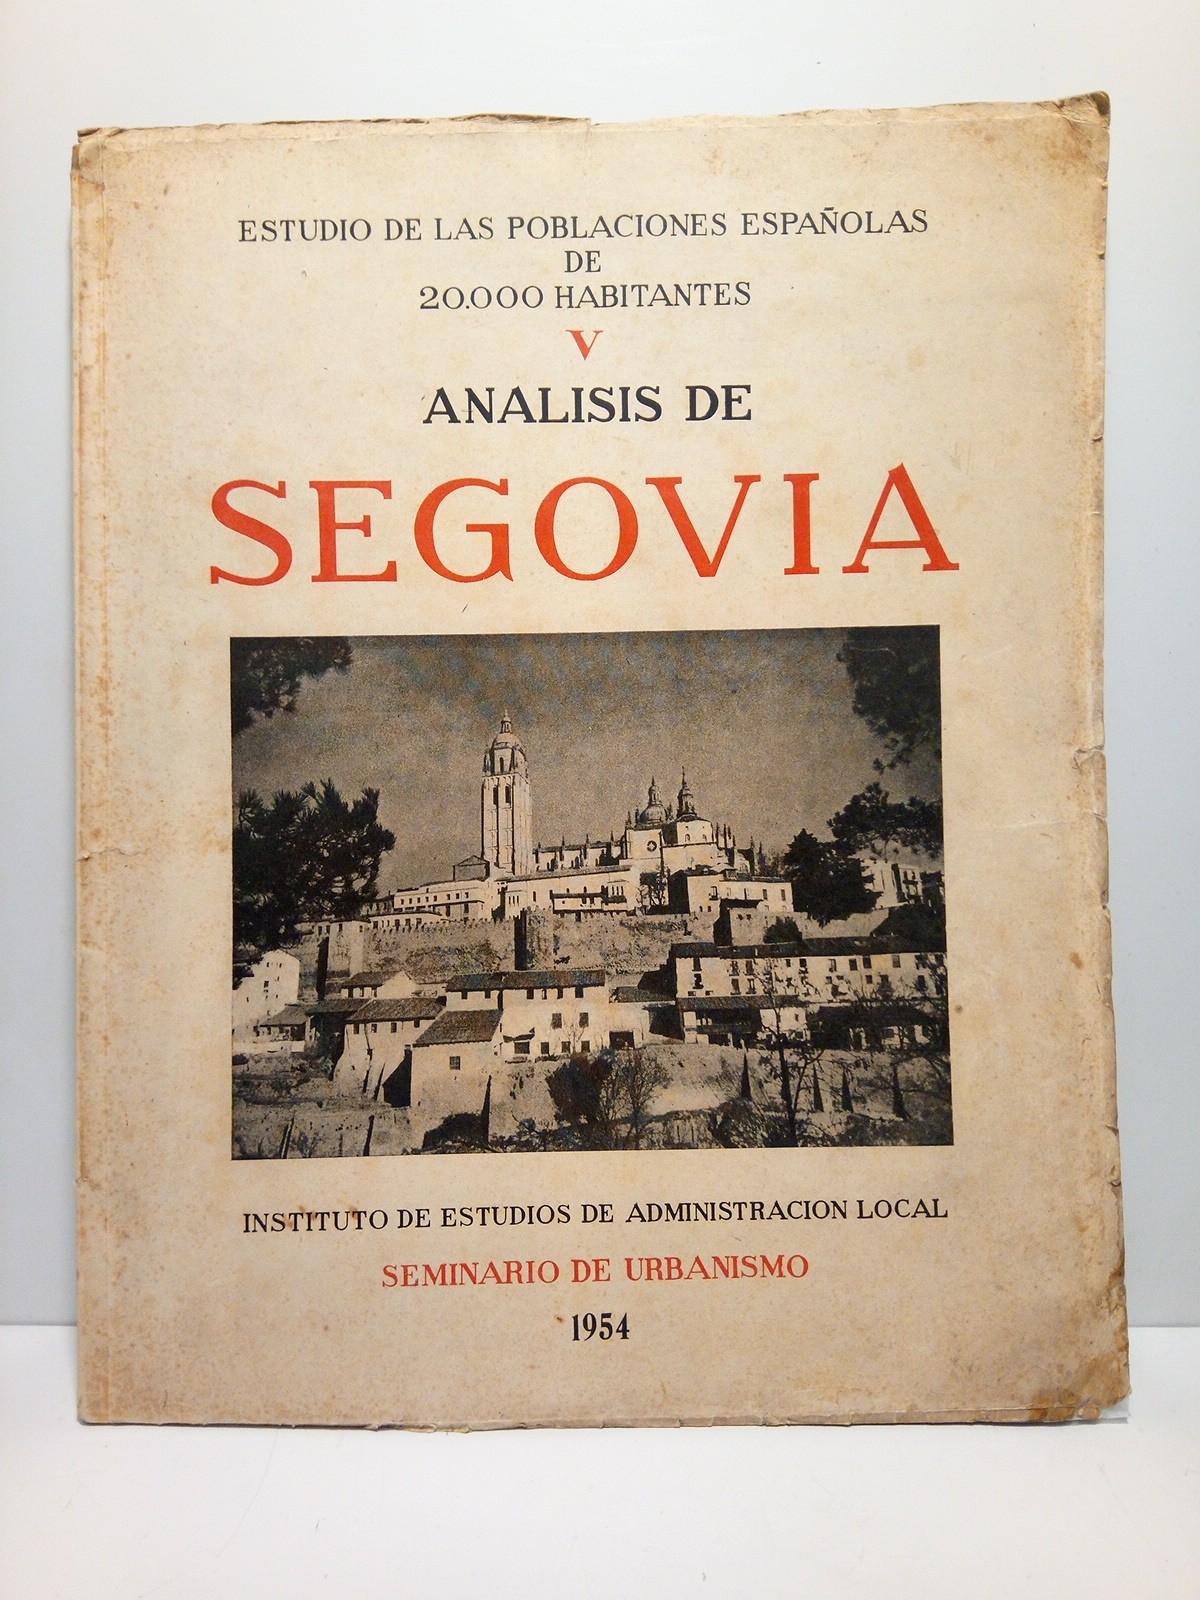 ESTUDIO DE LAS POBLACIONES ESPAÑOLAS
DE
20.000 HABITANTES
V
ANALISIS DE
SEGOVIA
INSTITUTO DE ESTUDIOS DE ADMINISTRACION LOCAL
SEMINARIO DE URBANISMO
1954